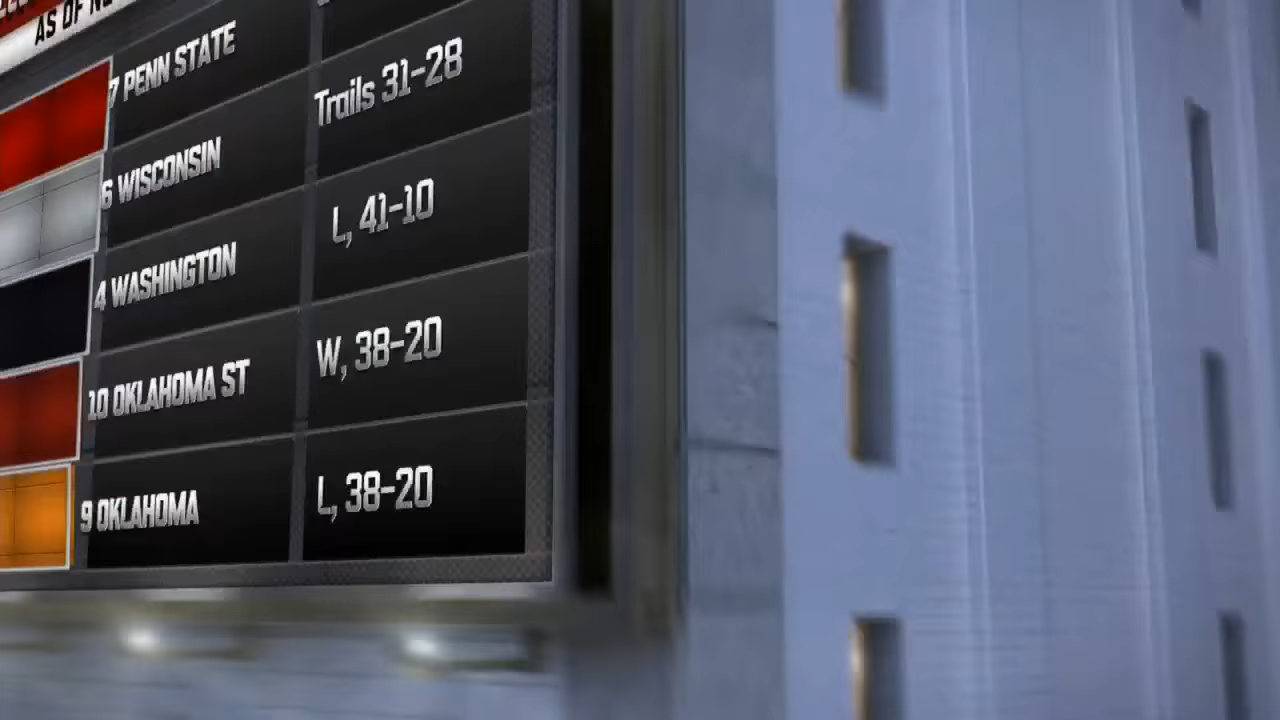 AS OF
7 PENN STATE
Trails 31-28
6 WISCONSIN
L, 41-10
4 WASHINGTON
W, 38-20
10 OKLAHOMA ST
L, 38-20
9 OKLAHOMA